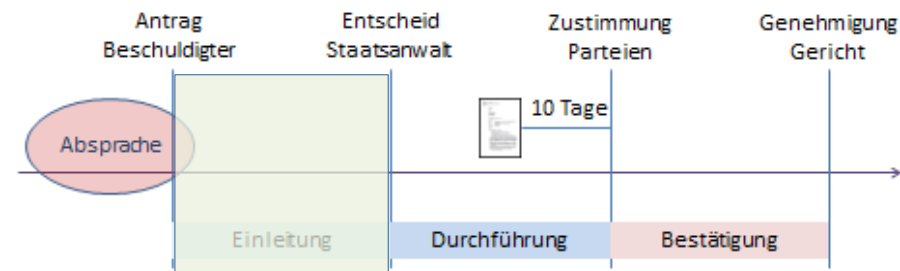 Antrag
Beschuldigter
Entscheid
Staatsanwalt
Zustimmung
Parteien
Genehmigung
Gericht
10 Tage
Absprache
Einleitung
Durchführung
Bestätigung